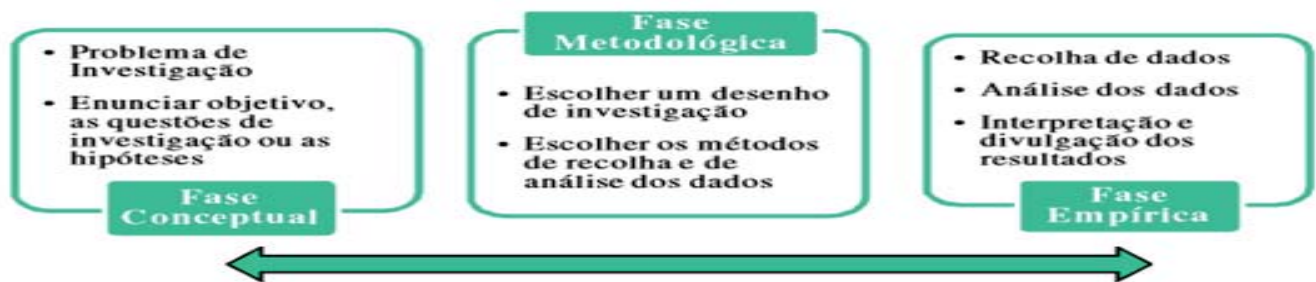 • Problema de
Investigação
• Enunciar objetivo,
as questões de
investigação ou as
hipóteses
Fase
Conceptual
Fase
Metodológica
• Escolher um desenho
de investigação
• Escolher os métodos
de recolha e de
análise dos dados
• Recolha de dados
• Análise dos dados
• Interpretação e
divulgação dos
resultados
Fase
Empírica